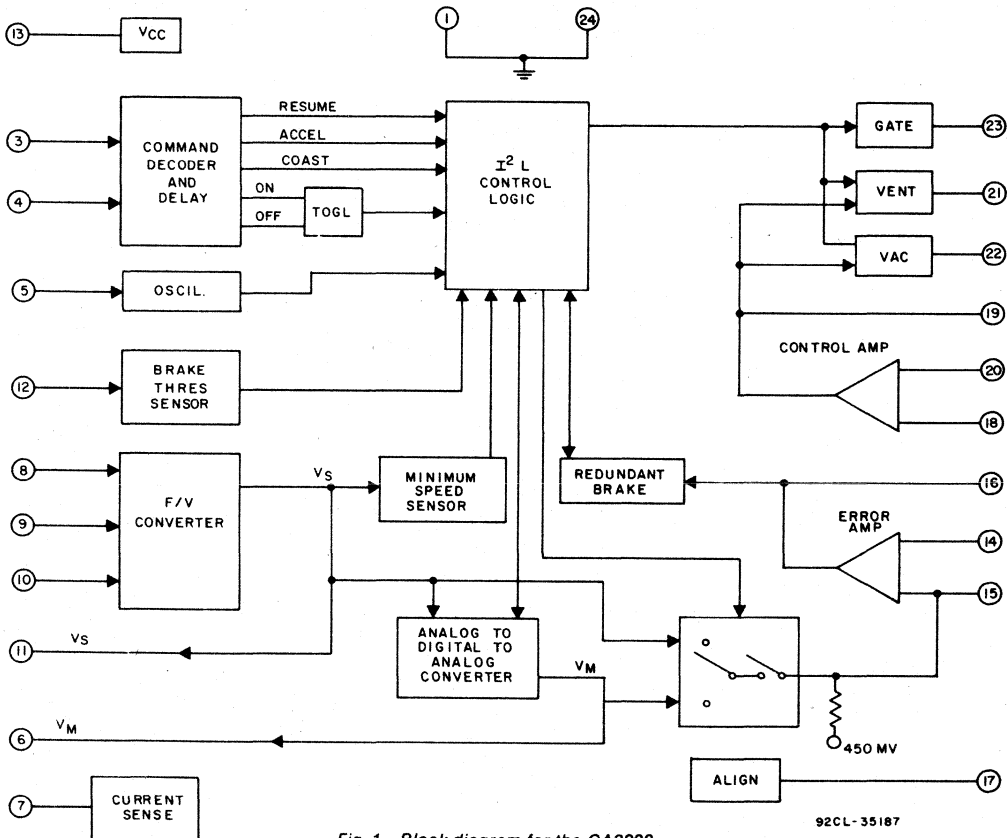 1
24
13
VCC
3
4
COMMAND
DECODER
AND
DELAY
RESUME
ACCEL
COAST
ON
OFF
TOGL
I2 L
CONTROL
LOGIC
GATE
23
VENT
21
VAC
22
5
OSCIL.
19
12
BRAKE
THRES
SENSOR
CONTROL AMP
20
18
8
9
10
F/V
CONVERTER
VS
MINIMUM
SPEED
SENSOR
REDUNDANT
BRAKE
16
ERROR
AMP
14
15
11
VS
ANALOG TO
DIGITAL TO
ANALOG
CONVERTER
VM
6
VM
450 MV
ALIGN
17
7
CURRENT
SENSE
92CL-35187